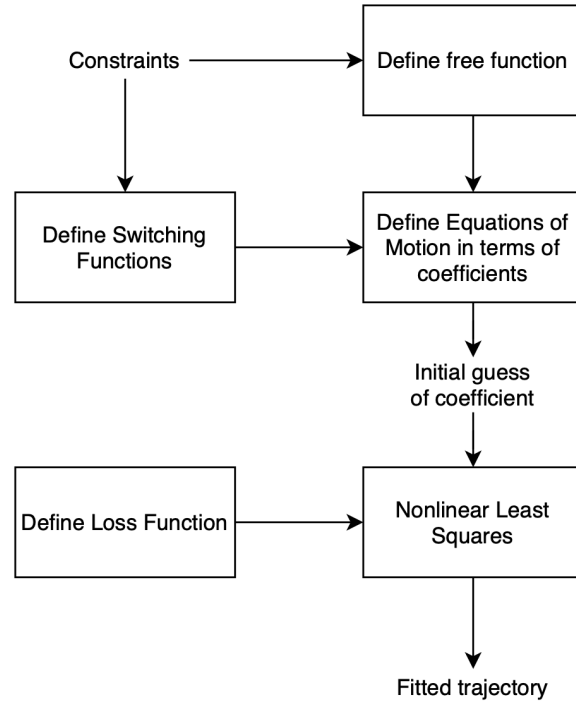 Constraints
Define free function
Define Switching
Functions
Define Equations of
Motion in terms of
coefficients
Initial guess
of coefficient
Define Loss Function
Nonlinear Least
Squares
Fitted trajectory